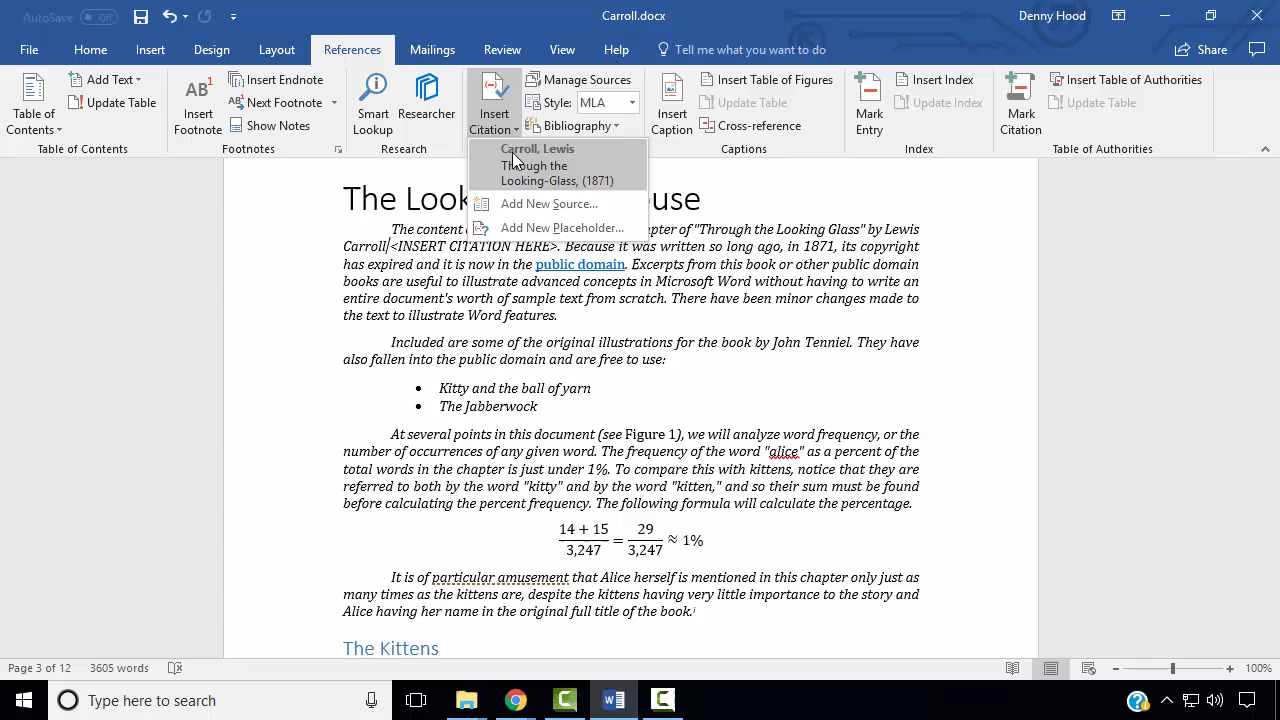 AutoSave Off
Carroll.docx
Denny Hood
File Home Insert Design Layout References Mailings Review View Help Tell me what you want to do Share
Table of Contents
Add Text
Update Table
Table of Contents
AB1
Insert Footnote
Insert Endnote
AB1 Next Footnote
Show Notes
Footnotes
Smart Lookup
Researcher
Research
Insert Citation
Manage Sources
Style: MLA
Bibliography
Insert Caption
Insert Table of Figures
Update Table
Cross-reference
Captions
Mark Entry
Insert Index
Update Index
Index
Mark Citation
Insert Table of Authorities
Update Table
Table of Authorities
Carroll, Lewis
Through the
Looking-Glass, (1871)
Add New Source...
Add New Placeholder...
The Look use
The content pter of "Through the Looking Glass" by Lewis
Carroll <INSERT CITATION HERE>. Because it was written so long ago, in 1871, its copyright
has expired and it is now in the public domain. Excerpts from this book or other public domain
books are useful to illustrate advanced concepts in Microsoft Word without having to write an
entire document's worth of sample text from scratch. There have been minor changes made to
the text to illustrate Word features.
Included are some of the original illustrations for the book by John Tenniel. They have
also fallen into the public domain and are free to use:
• Kitty and the ball of yarn
• The Jabberwock
At several points in this document (see Figure 1), we will analyze word frequency, or the
number of occurrences of any given word. The frequency of the word "alice" as a percent of the
total words in the chapter is just under 1%. To compare this with kittens, notice that they are
referred to both by the word "kitty" and by the word "kitten," and so their sum must be found
before calculating the percent frequency. The following formula will calculate the percentage.
14 + 15 / 3,247 = 29 / 3,247 ≈ 1%
It is of particular amusement that Alice herself is mentioned in this chapter only just as
many times as the kittens are, despite the kittens having very little importance to the story and
Alice having her name in the original full title of the book.i
The Kittens
Page 3 of 12 3605 words 100%
Type here to search